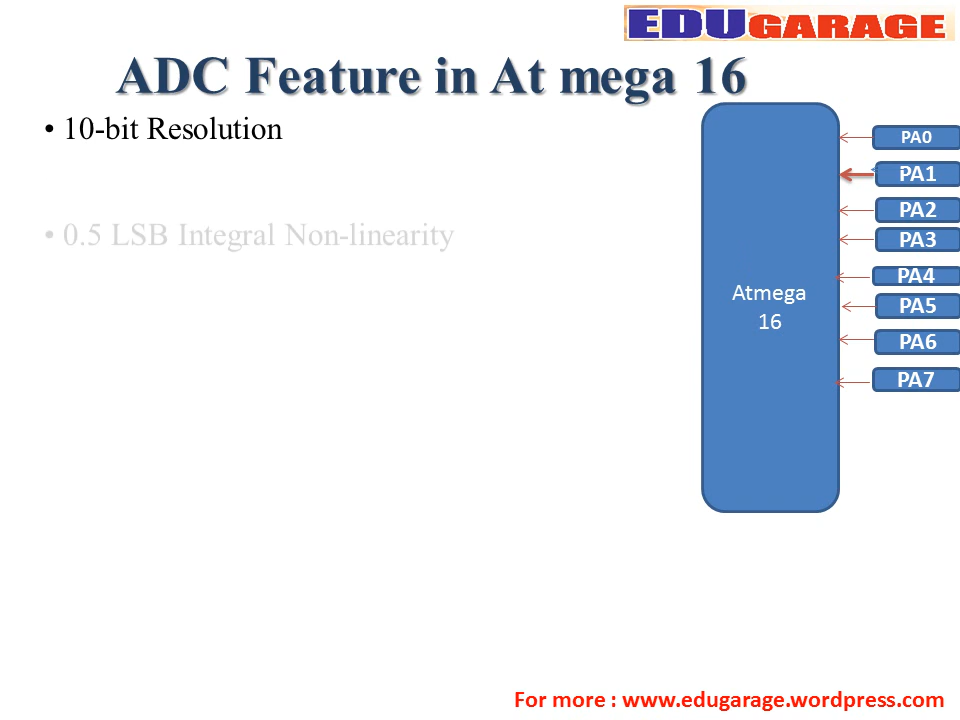 EDUGARAGE
ADC Feature in At mega 16
• 10-bit Resolution
• 0.5 LSB Integral Non-linearity
Atmega
16
PA0
PA1
PA2
PA3
PA4
PA5
PA6
PA7
For more : www.edugarage.wordpress.com